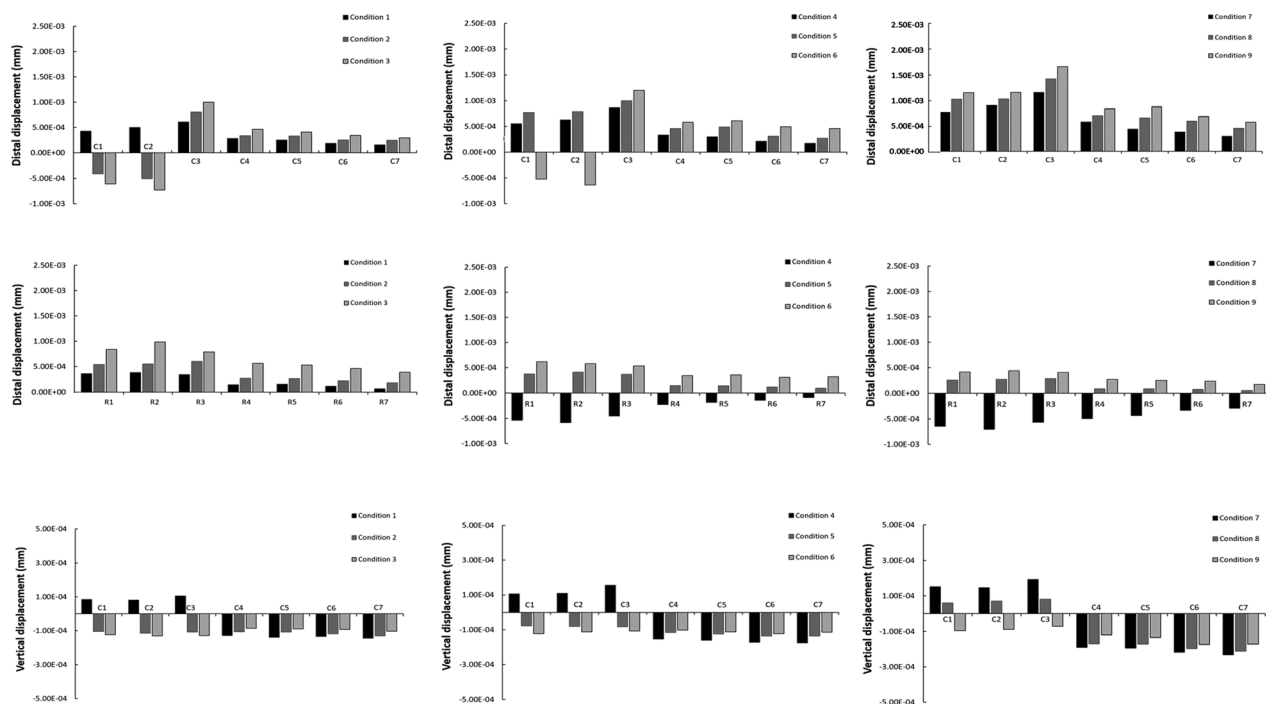 Distal displacement (mm)
2.50E-03
2.00E-03
1.50E-03
1.00E-03
5.00E-04
0.00E+00
-5.00E-04
-1.00E-03
Condition 1
Condition 2
Condition 3
C1 C2 C3 C4 C5 C6 C7
Distal displacement (mm)
2.50E-03
2.00E-03
1.50E-03
1.00E-03
5.00E-04
0.00E+00
-5.00E-04
-1.00E-03
Condition 4
Condition 5
Condition 6
C1 C2 C3 C4 C5 C6 C7
Distal displacement (mm)
2.50E-03
2.00E-03
1.50E-03
1.00E-03
5.00E-04
0.00E+00
Condition 7
Condition 8
Condition 9
C1 C2 C3 C4 C5 C6 C7
Distal displacement (mm)
2.50E-03
2.00E-03
1.50E-03
1.00E-03
5.00E-04
0.00E+00
Condition 1
Condition 2
Condition 3
R1 R2 R3 R4 R5 R6 R7
Distal displacement (mm)
2.50E-03
2.00E-03
1.50E-03
1.00E-03
5.00E-04
0.00E+00
-5.00E-04
-1.00E-03
Condition 4
Condition 5
Condition 6
R1 R2 R3 R4 R5 R6 R7
Distal displacement (mm)
2.50E-03
2.00E-03
1.50E-03
1.00E-03
5.00E-04
0.00E+00
-5.00E-04
-1.00E-03
Condition 7
Condition 8
Condition 9
R1 R2 R3 R4 R5 R6 R7
Vertical displacement (mm)
5.00E-04
3.00E-04
1.00E-04
-1.00E-04
-3.00E-04
-5.00E-04
Condition 1
Condition 2
Condition 3
C1 C2 C3 C4 C5 C6 C7
Vertical displacement (mm)
5.00E-04
3.00E-04
1.00E-04
-1.00E-04
-3.00E-04
-5.00E-04
Condition 4
Condition 5
Condition 6
C1 C2 C3 C4 C5 C6 C7
Vertical displacement (mm)
5.00E-04
3.00E-04
1.00E-04
-1.00E-04
-3.00E-04
-5.00E-04
Condition 7
Condition 8
Condition 9
C1 C2 C3 C4 C5 C6 C7